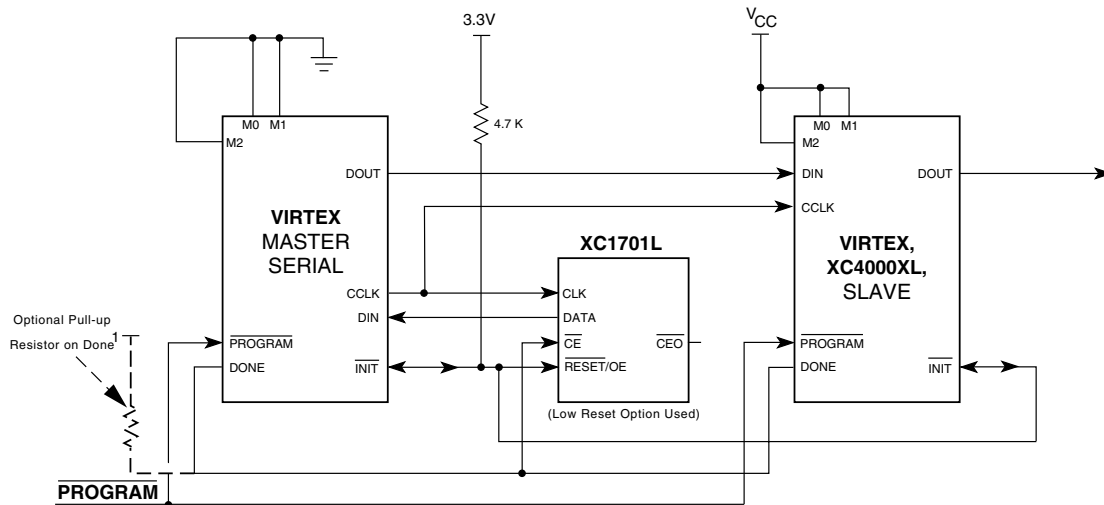 3.3V
VCC
4.7 K
M0 M1
M2
DOUT
VIRTEX
MASTER
SERIAL
CCLK
DIN
PROGRAM
DONE
INIT
Optional Pull-up
Resistor on Done1
XC1701L
CLK
DATA
CE
CEO
RESET/OE
(Low Reset Option Used)
M0 M1
M2
DIN
DOUT
CCLK
VIRTEX,
XC4000XL,
SLAVE
PROGRAM
DONE
INIT
PROGRAM